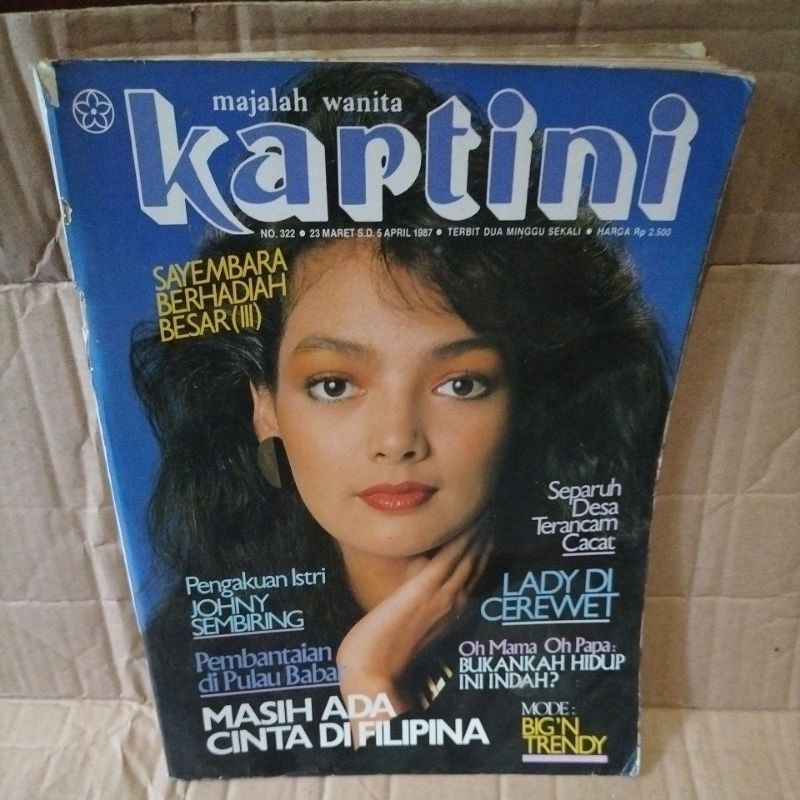 majalah wanita
kartini
NO. 322 ● 23 MARET S.D. 5 APRIL 1987 ● TERBIT DUA MINGGU SEKALI ● HARGA Rp 2.500
SAYEMBARA
BERHADIAH
BESAR (III)
Separuh
Desa
Terancam
Cacat
Pengakuan Istri
JOHNY
SEMBIRING
LADY DI
CEREWET
Pembantaian
di Pulau Babar
Oh Mama Oh Papa:
BUKANKAH HIDUP
INI INDAH?
MASIH ADA
CINTA DI FILIPINA
MODE:
BIG'N
TRENDY